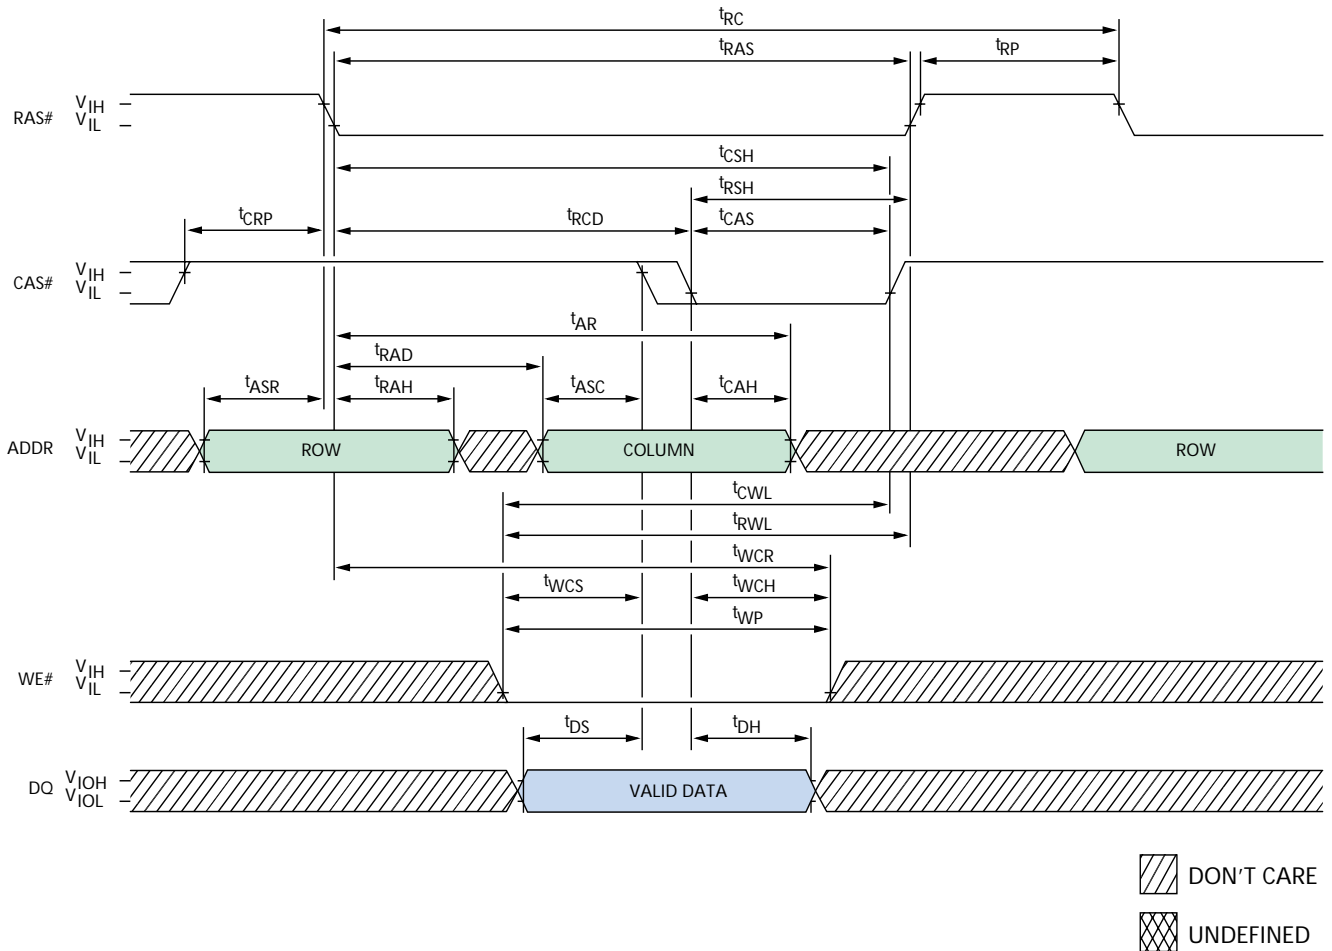 tRC
tRAS
tRP
RAS#
VIH
VIL
tCSH
tRSH
tCRP
tRCD
tCAS
CAS#
VIH
VIL
tAR
tRAD
tASR
tRAH
tASC
tCAH
ADDR
VIH
VIL
ROW
COLUMN
ROW
tCWL
tRWL
tWCR
tWCS
tWCH
tWP
WE#
VIH
VIL
tDS
tDH
DQ
VIOH
VIOL
VALID DATA
DON'T CARE
UNDEFINED